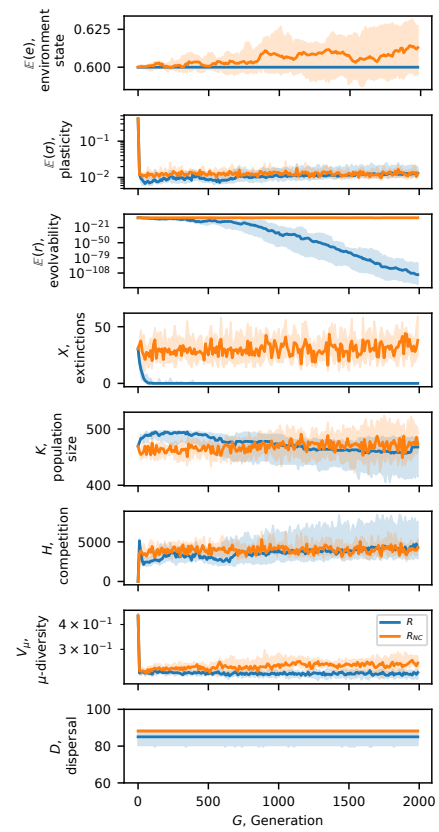 𝔼(e),
environment
state
0.625
0.600
𝔼(σ),
plasticity
10⁻¹
10⁻²
𝔼(r),
evolvability
10⁻²¹
10⁻⁵⁰
10⁻⁷⁹
10⁻¹⁰⁸
X,
extinctions
50
0
K,
population
size
500
400
H,
competition
5000
0
V_μ,
μ-diversity
4 × 10⁻¹
3 × 10⁻¹
R
R_NC
D,
dispersal
100
80
60
0 500 1000 1500 2000
G, Generation